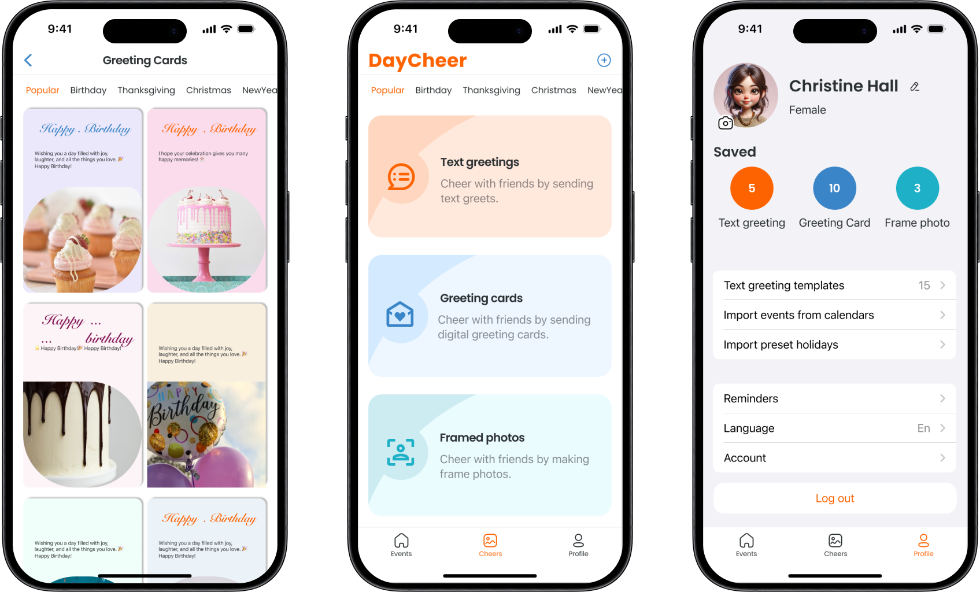 9:41
Greeting Cards
Popular Birthday Thanksgiving Christmas NewYea
Happy . Birthday
Wishing you a day filled with joy,
laughter, and all the things you love. 🎉
Happy Birthday!
Happy . Birthday
I hope your celebration gives you many
happy memories!
Happy ...
... birthday
Happy Birthday! Happy Birthday!
Wishing you a day filled with joy,
laughter, and all the things you love. 🎉
Happy Birthday!
HAPPY
Birthday
Wishing you a day filled with joy,
laughter, and all the things you love. 🎉
Happy Birthday!
Happy . Birthday
Wishing you a day filled with joy,
laughter, and all the things you love. 🎉
Happy Birthday!
9:41
DayCheer
Popular Birthday Thanksgiving Christmas NewYea
Text greetings
Cheer with friends by sending
text greets.
Greeting cards
Cheer with friends by sending
digital greeting cards.
Framed photos
Cheer with friends by making
frame photos.
Events Cheers Profile
9:41
Christine Hall
Female
Saved
5 10 3
Text greeting Greeting Card Frame photo
Text greeting templates 15
Import events from calendars
Import preset holidays
Reminders
Language En
Account
Log out
Events Cheers Profile